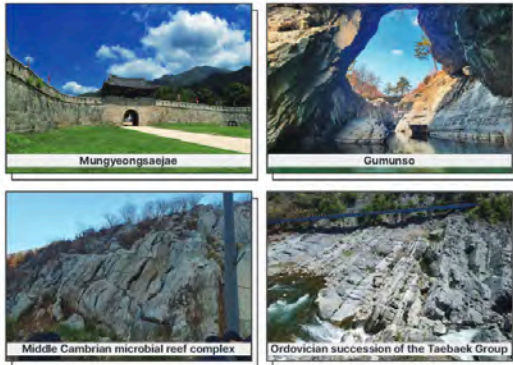 Mungyeongsaejae
Gumunso
Middle Cambrian microbial reef complex
Ordovician succession of the Taebaek Group